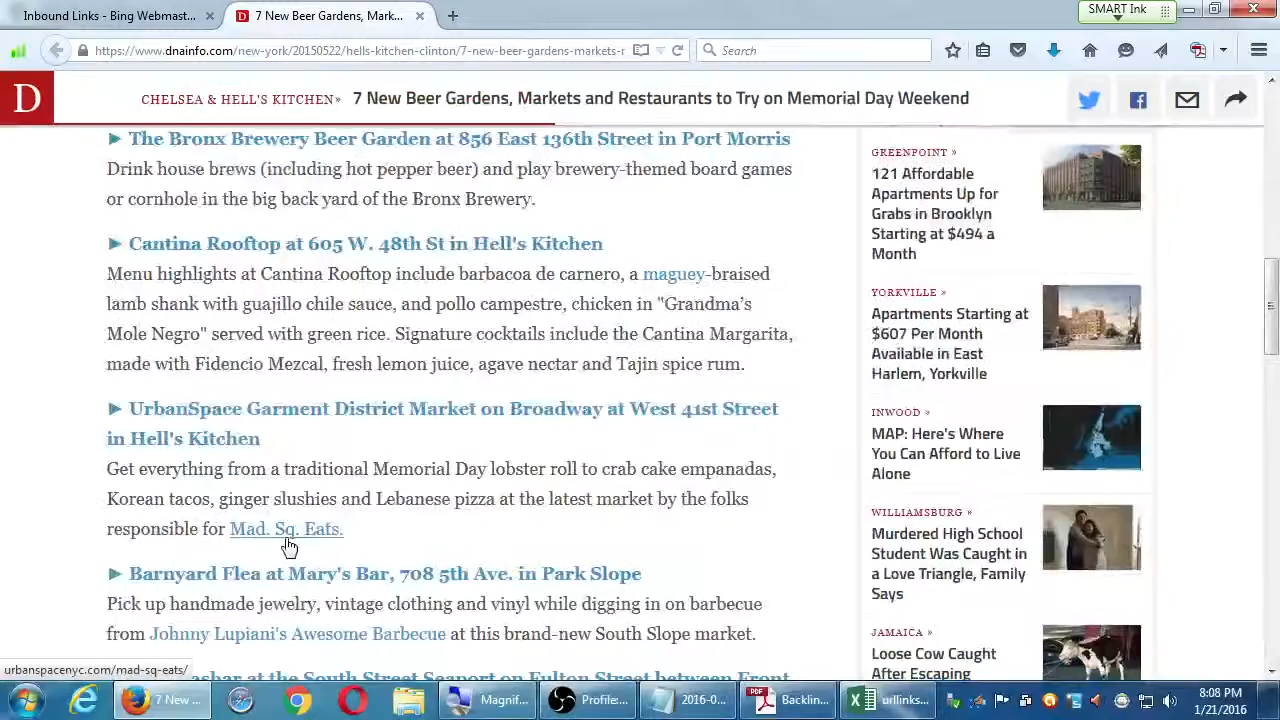 Inbound Links - Bing Webmast...
7 New Beer Gardens, Mark...
SMART Ink
https://www.dnainfo.com/new-york/20150522/hells-kitchen-clinton/7-new-beer-gardens-markets-r
Search
D
CHELSEA & HELL'S KITCHEN»
7 New Beer Gardens, Markets and Restaurants to Try on Memorial Day Weekend
► The Bronx Brewery Beer Garden at 856 East 136th Street in Port Morris
Drink house brews (including hot pepper beer) and play brewery-themed board games
or cornhole in the big back yard of the Bronx Brewery.
► Cantina Rooftop at 605 W. 48th St in Hell's Kitchen
Menu highlights at Cantina Rooftop include barbacoa de carnero, a maguey-braised
lamb shank with guajillo chile sauce, and pollo campestre, chicken in "Grandma's
Mole Negro" served with green rice. Signature cocktails include the Cantina Margarita,
made with Fidencio Mezcal, fresh lemon juice, agave nectar and Tajin spice rum.
► UrbanSpace Garment District Market on Broadway at West 41st Street
in Hell's Kitchen
Get everything from a traditional Memorial Day lobster roll to crab cake empanadas,
Korean tacos, ginger slushies and Lebanese pizza at the latest market by the folks
responsible for Mad. Sq. Eats.
► Barnyard Flea at Mary's Bar, 708 5th Ave. in Park Slope
Pick up handmade jewelry, vintage clothing and vinyl while digging in on barbecue
from Johnny Lupiani's Awesome Barbecue at this brand-new South Slope market.
asbar at the South Street Seaport on Fulton Street between Front
GREENPOINT »
121 Affordable
Apartments Up for
Grabs in Brooklyn
Starting at $494 a
Month
YORKVILLE »
Apartments Starting at
$607 Per Month
Available in East
Harlem, Yorkville
INWOOD »
MAP: Here's Where
You Can Afford to Live
Alone
WILLIAMSBURG »
Murdered High School
Student Was Caught in
a Love Triangle, Family
Says
JAMAICA »
Loose Cow Caught
After Escaping
urbanspacenyc.com/mad-sq-eats/
7 New ...
Magnif...
Profile:...
2016-0...
PDF
Backlin...
urllinks...
8:08 PM
1/21/2016